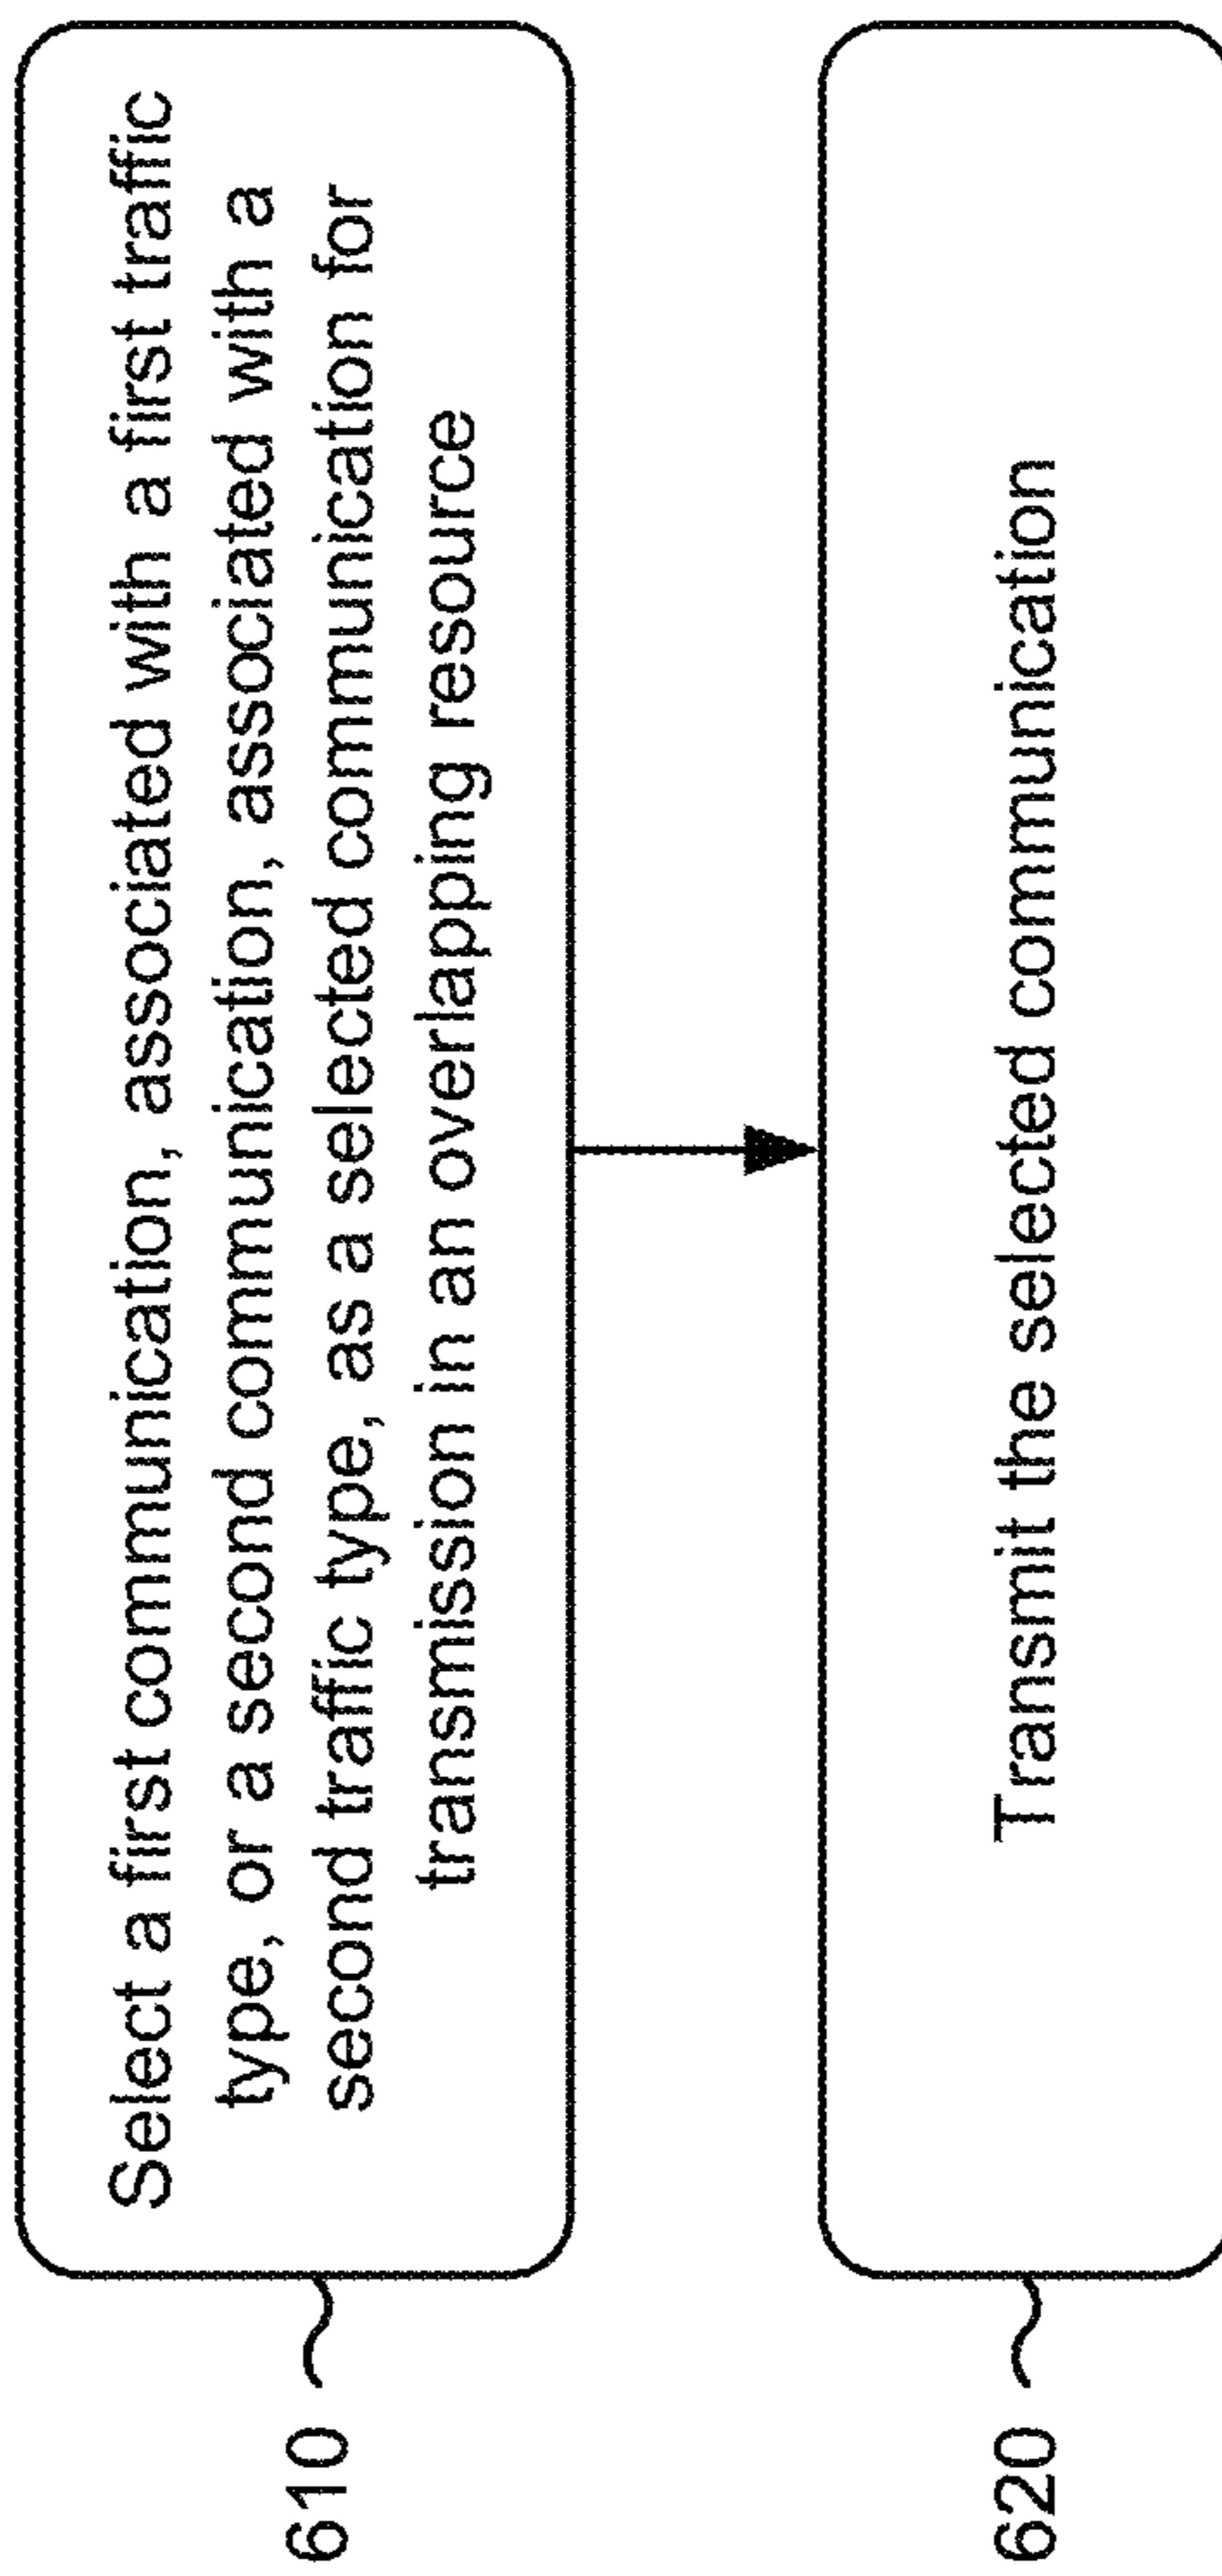 610
Select a first communication, associated with a first traffic
type, or a second communication, associated with a
second traffic type, as a selected communication for
transmission in an overlapping resource
620
Transmit the selected communication